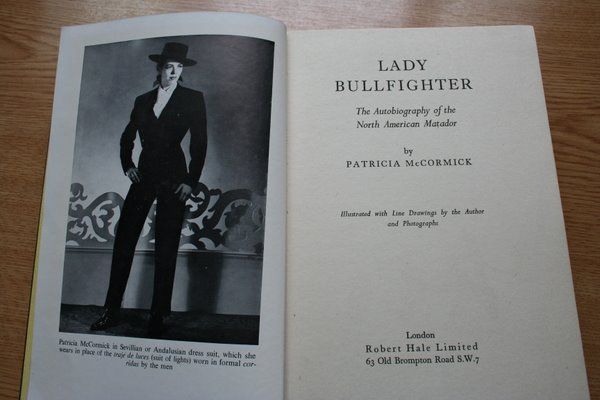 Patricia McCormick in Sevillian or Andalusian dress suit, which she
wears in place of the traje de luces (suit of lights) worn in formal cor-
ridas by the men
LADY
BULLFIGHTER
The Autobiography of the
North American Matador
by
PATRICIA McCORMICK
Illustrated with Line Drawings by the Author
and Photographs
London
Robert Hale Limited
63 Old Brompton Road S.W.7